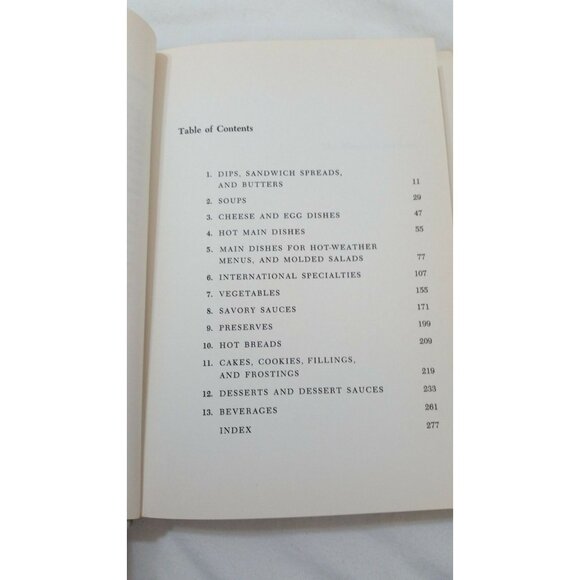 Table of Contents
1. DIPS, SANDWICH SPREADS,
AND BUTTERS 11
2. SOUPS 29
3. CHEESE AND EGG DISHES 47
4. HOT MAIN DISHES 55
5. MAIN DISHES FOR HOT-WEATHER
MENUS, AND MOLDED SALADS 77
6. INTERNATIONAL SPECIALTIES 107
7. VEGETABLES 155
8. SAVORY SAUCES 171
9. PRESERVES 199
10. HOT BREADS 209
11. CAKES, COOKIES, FILLINGS,
AND FROSTINGS 219
12. DESSERTS AND DESSERT SAUCES 233
13. BEVERAGES 261
INDEX 277